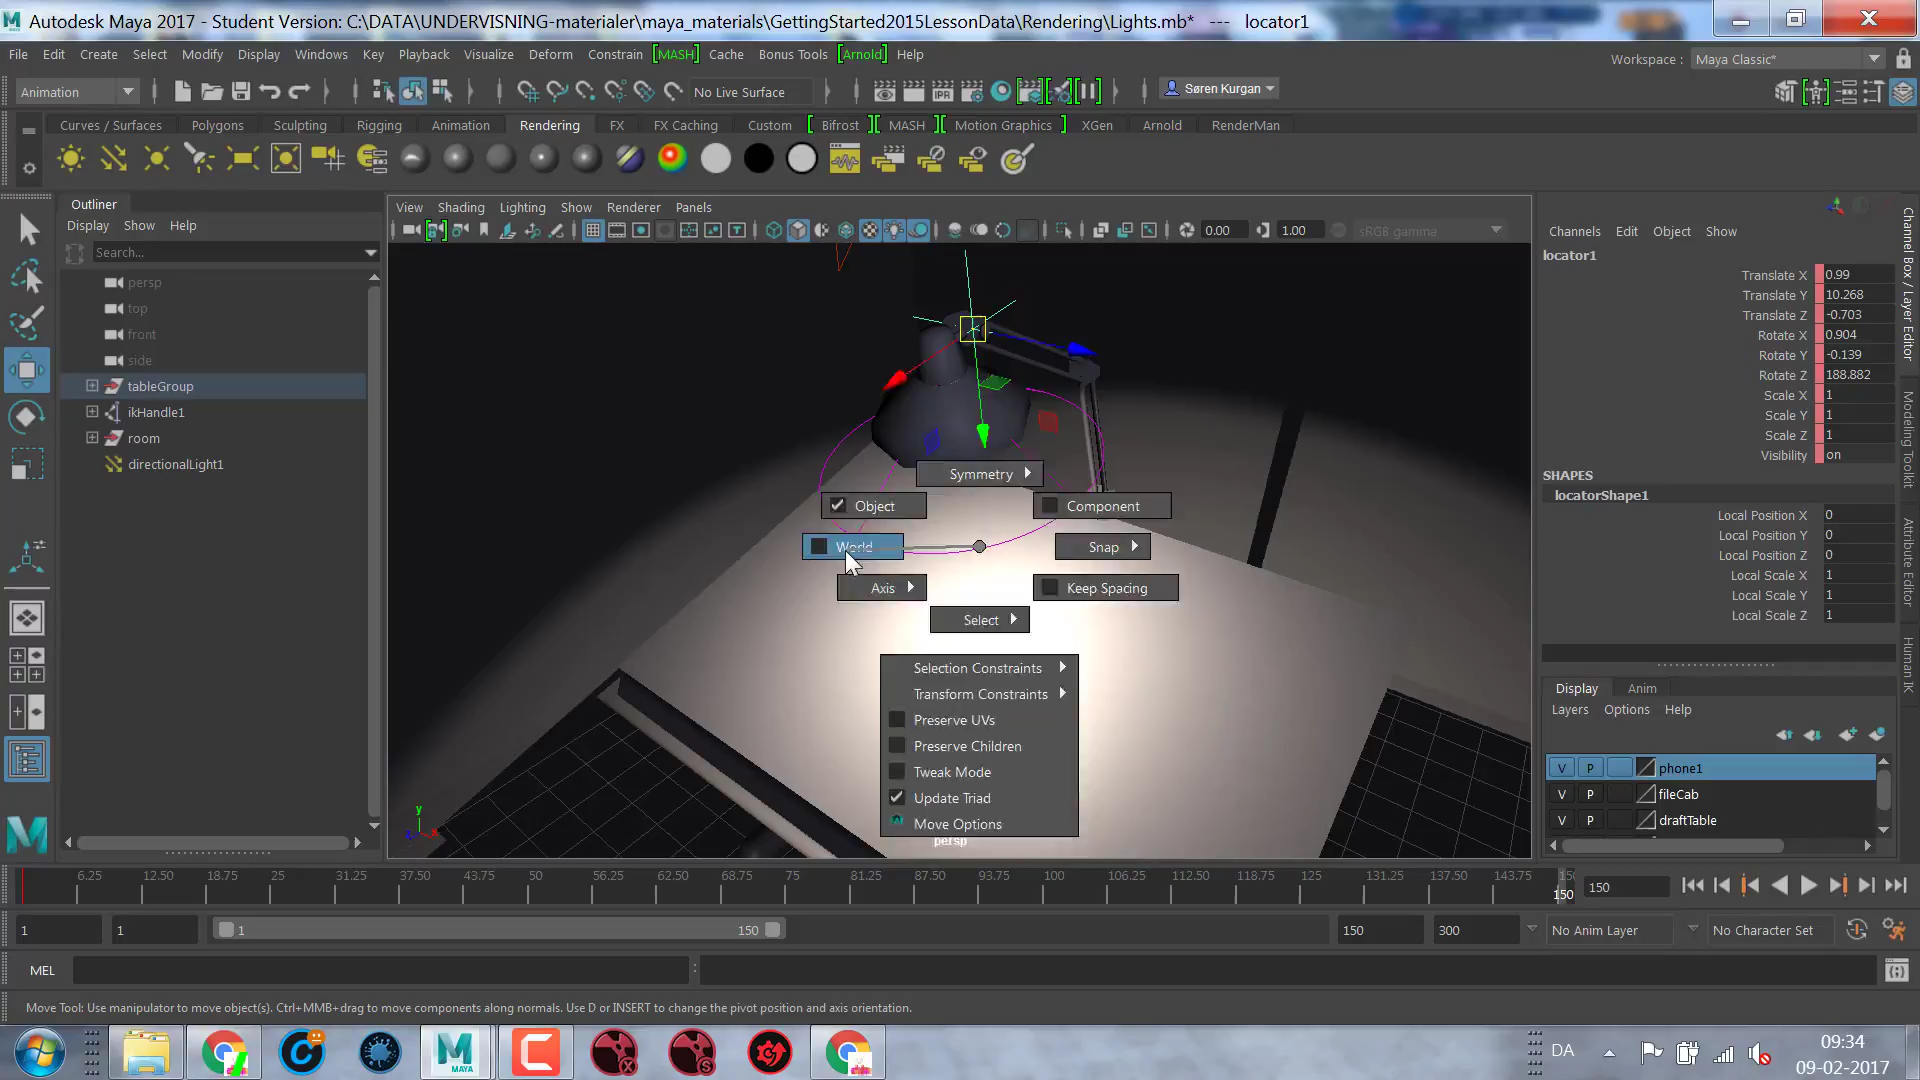 Autodesk Maya 2017 - Student Version: C:\DATA\UNDERVISNING-materialer\maya_materials\GettingStarted2015LessonData\Rendering\Lights.mb* --- locator1
File Edit Create Select Modify Display Windows Key Playback Visualize Deform Constrain [MASH] Cache Bonus Tools [Arnold] Help
Workspace : Maya Classic*
Animation No Live Surface IPR Søren Kurgan
Curves / Surfaces Polygons Sculpting Rigging Animation Rendering FX FX Caching Custom [ Bifrost ][ MASH ][ Motion Graphics ] XGen Arnold RenderMan
Outliner
Display Show Help
Search...
persp
top
front
side
tableGroup
ikHandle1
room
directionalLight1
View Shading Lighting Show Renderer Panels
0.00 1.00 sRGB gamma
Symmetry
Object Component
World Snap
Axis Keep Spacing
Select
Selection Constraints
Transform Constraints
Preserve UVs
Preserve Children
Tweak Mode
Update Triad
Move Options
persp
y
Channels Edit Object Show
locator1
Translate X 0.99
Translate Y 10.268
Translate Z -0.703
Rotate X 0.904
Rotate Y -0.139
Rotate Z 188.882
Scale X 1
Scale Y 1
Scale Z 1
Visibility on
SHAPES
locatorShape1
Local Position X 0
Local Position Y 0
Local Position Z 0
Local Scale X 1
Local Scale Y 1
Local Scale Z 1
Display Anim
Layers Options Help
V P phone1
V P fileCab
V P draftTable
Channel Box / Layer Editor
Modeling Toolkit
Attribute Editor
Human IK
6.25 12.50 18.75 25 31.25 37.50 43.75 50 56.25 62.50 68.75 75 81.25 87.50 93.75 100 106.25 112.50 118.75 125 131.25 137.50 143.75 150
150
1 1 1 150 150 300 No Anim Layer No Character Set
MEL
Move Tool: Use manipulator to move object(s). Ctrl+MMB+drag to move components along normals. Use D or INSERT to change the pivot position and axis orientation.
MAYA
DA
09:34
09-02-2017